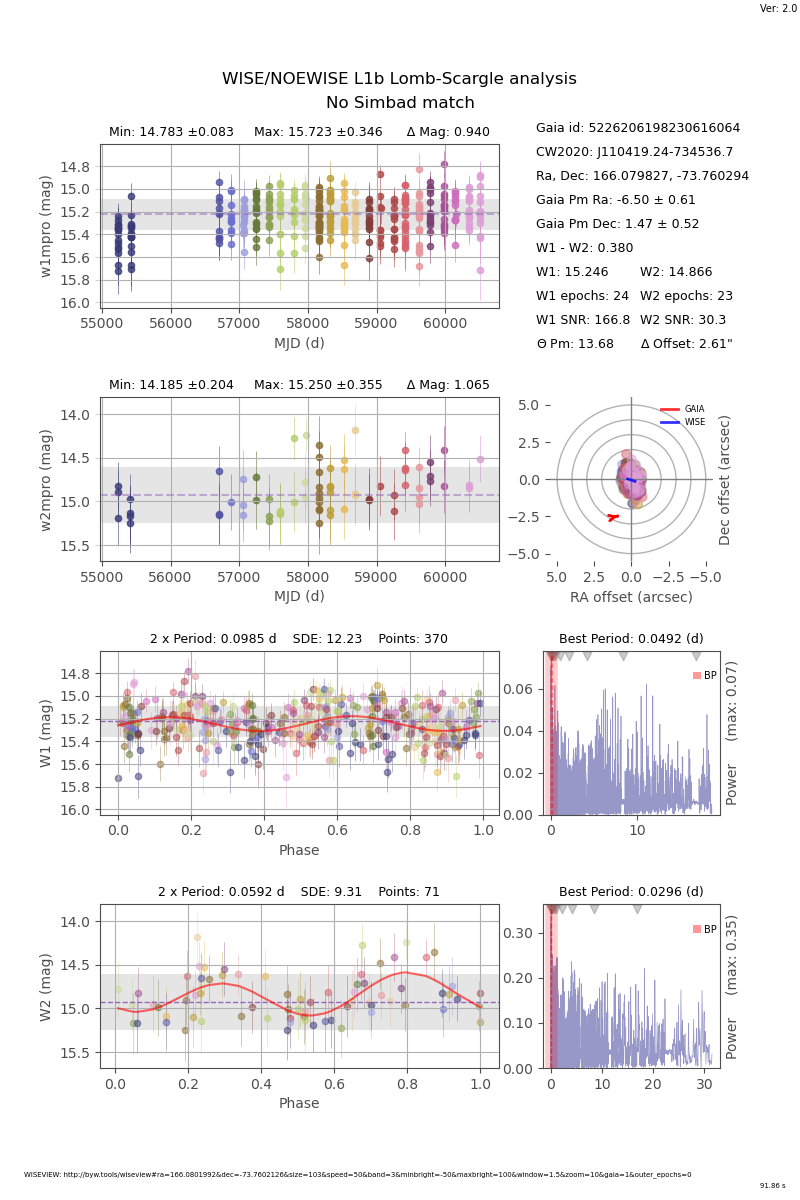 Ver: 2.0
WISE/NOEWISE L1b Lomb-Scargle analysis
No Simbad match
Min: 14.783 ±0.083 Max: 15.723 ±0.346 Δ Mag: 0.940
w1mpro (mag)
14.8
15.0
15.2
15.4
15.6
15.8
16.0
55000 56000 57000 58000 59000 60000
MJD (d)
Gaia id: 5226206198230616064
CW2020: J110419.24-734536.7
Ra, Dec: 166.079827, -73.760294
Gaia Pm Ra: -6.50 ± 0.61
Gaia Pm Dec: 1.47 ± 0.52
W1 - W2: 0.380
W1: 15.246 W2: 14.866
W1 epochs: 24 W2 epochs: 23
W1 SNR: 166.8 W2 SNR: 30.3
Θ Pm: 13.68 Δ Offset: 2.61"
Min: 14.185 ±0.204 Max: 15.250 ±0.355 Δ Mag: 1.065
w2mpro (mag)
14.0
14.5
15.0
15.5
55000 56000 57000 58000 59000 60000
MJD (d)
GAIA
WISE
5.0
2.5
0.0
−2.5
−5.0
5.0 2.5 0.0 −2.5 −5.0
RA offset (arcsec)
Dec offset (arcsec)
2 x Period: 0.0985 d SDE: 12.23 Points: 370
W1 (mag)
14.8
15.0
15.2
15.4
15.6
15.8
16.0
0.0 0.2 0.4 0.6 0.8 1.0
Phase
Best Period: 0.0492 (d)
BP
0.06
0.04
0.02
0.00
0 10
Power (max: 0.07)
2 x Period: 0.0592 d SDE: 9.31 Points: 71
W2 (mag)
14.0
14.5
15.0
15.5
0.0 0.2 0.4 0.6 0.8 1.0
Phase
Best Period: 0.0296 (d)
BP
0.30
0.20
0.10
0.00
0 10 20 30
Power (max: 0.35)
WISEVIEW: http://byw.tools/wiseview#ra=166.0801992&dec=-73.7602126&size=103&speed=50&band=3&minbright=-50&maxbright=100&window=1.5&zoom=10&gaia=1&outer_epochs=0
91.86 s